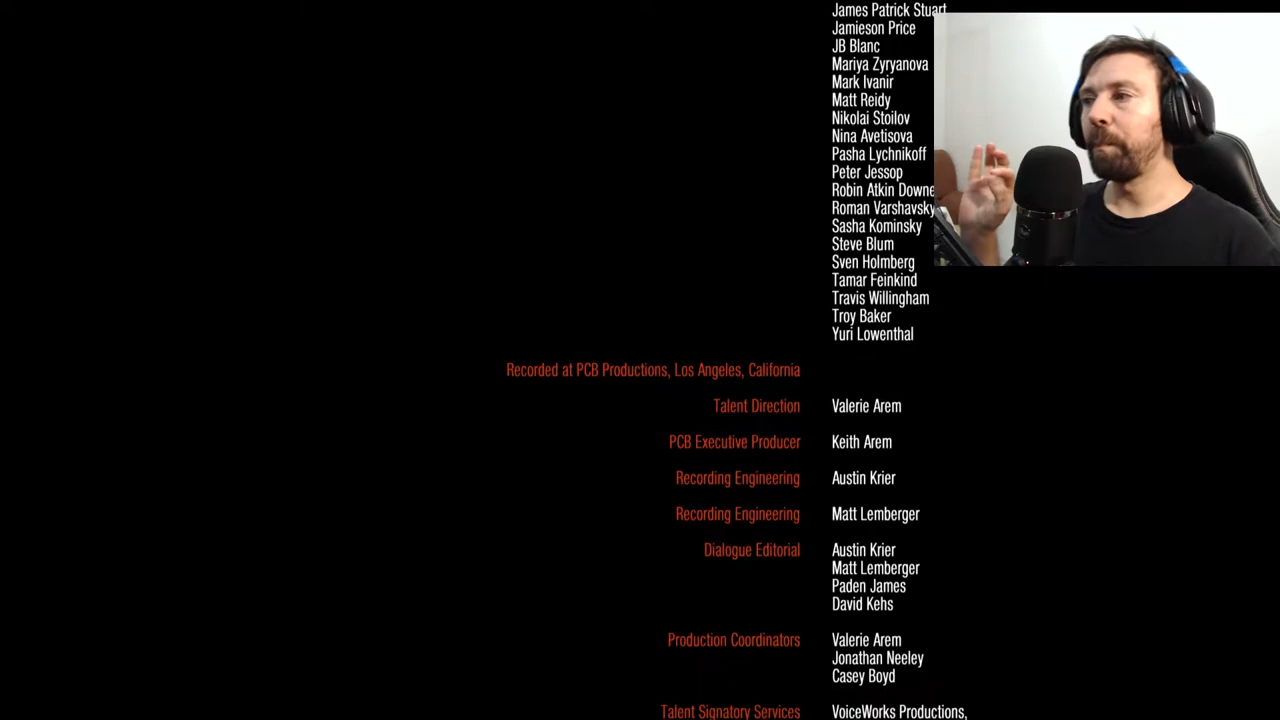 James Patrick Stuart
Jamieson Price
JB Blanc
Mariya Zyryanova
Mark Ivanir
Matt Reidy
Nikolai Stoilov
Nina Avetisova
Pasha Lychnikoff
Peter Jessop
Robin Atkin Downe
Roman Varshavsky
Sasha Kominsky
Steve Blum
Sven Holmberg
Tamar Feinkind
Travis Willingham
Troy Baker
Yuri Lowenthal
Recorded at PCB Productions, Los Angeles, California
Talent Direction Valerie Arem
PCB Executive Producer Keith Arem
Recording Engineering Austin Krier
Recording Engineering Matt Lemberger
Dialogue Editorial Austin Krier
Matt Lemberger
Paden James
David Kehs
Production Coordinators Valerie Arem
Jonathan Neeley
Casey Boyd
Talent Signatory Services VoiceWorks Productions,